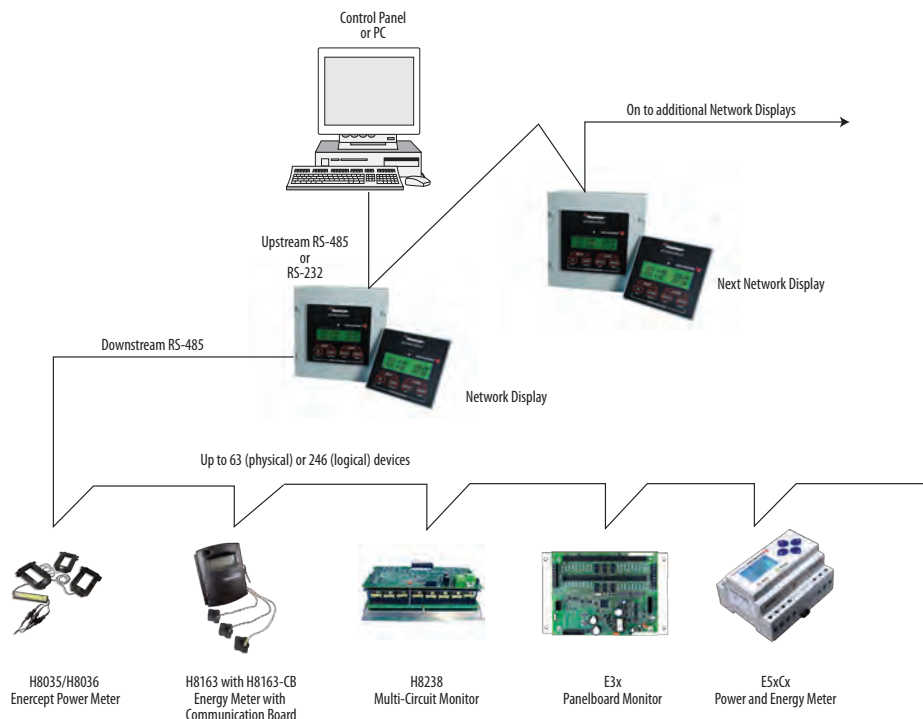 Control Panel
or PC
On to additional Network Displays
Upstream RS-485
or
RS-232
Next Network Display
Downstream RS-485
Network Display
Up to 63 (physical) or 246 (logical) devices
H8035/H8036
Enercept Power Meter
H8163 with H8163-CB
Energy Meter with
Communication Board
H8238
Multi-Circuit Monitor
E3x
Panelboard Monitor
E5xCx
Power and Energy Meter